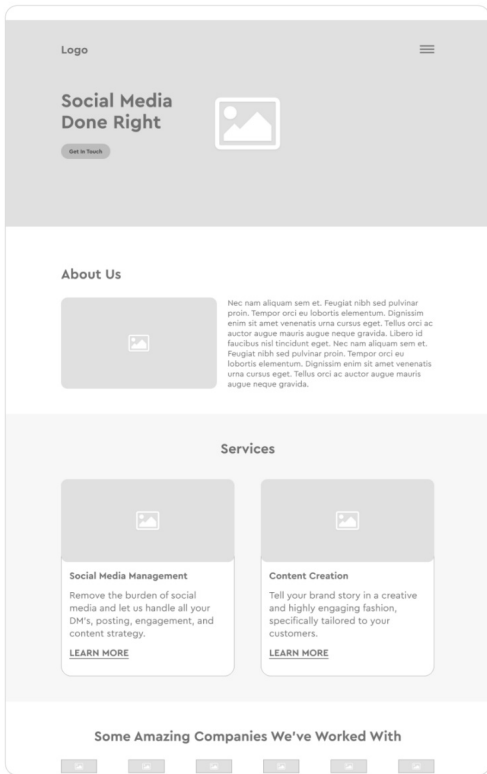 Logo
Social Media
Done Right
Get In Touch
About Us
Nec nam aliquam sem et. Feugiat nibh sed pulvinar
proin. Tempor orci eu lobortis elementum. Dignissim
enim sit amet venenatis urna cursus eget. Tellus orci ac
auctor augue mauris augue neque gravida. Libero id
faucibus nisl tincidunt eget. Nec nam aliquam sem et.
Feugiat nibh sed pulvinar proin. Tempor orci eu
lobortis elementum. Dignissim enim sit amet venenatis
urna cursus eget. Tellus orci ac auctor augue mauris
augue neque gravida.
Services
Social Media Management
Remove the burden of social
media and let us handle all your
DM's, posting, engagement, and
content strategy.
LEARN MORE
Content Creation
Tell your brand story in a creative
and highly engaging fashion,
specifically tailored to your
customers.
LEARN MORE
Some Amazing Companies We've Worked With